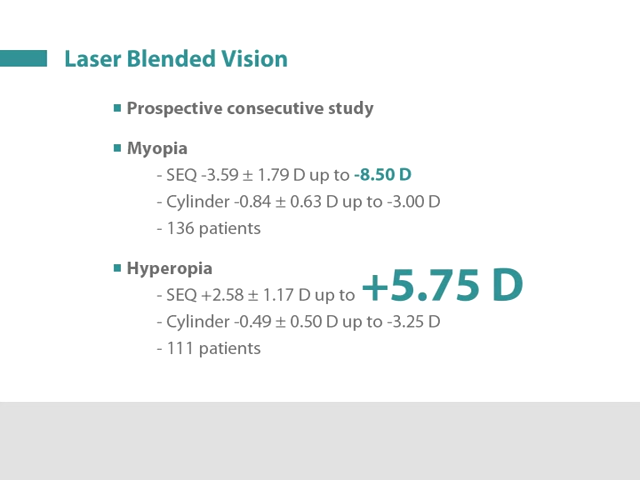 Laser Blended Vision
Prospective consecutive study
Myopia
- SEQ -3.59 ± 1.79 D up to -8.50 D
- Cylinder -0.84 ± 0.63 D up to -3.00 D
- 136 patients
Hyperopia
- SEQ +2.58 ± 1.17 D up to +5.75 D
- Cylinder -0.49 ± 0.50 D up to -3.25 D
- 111 patients